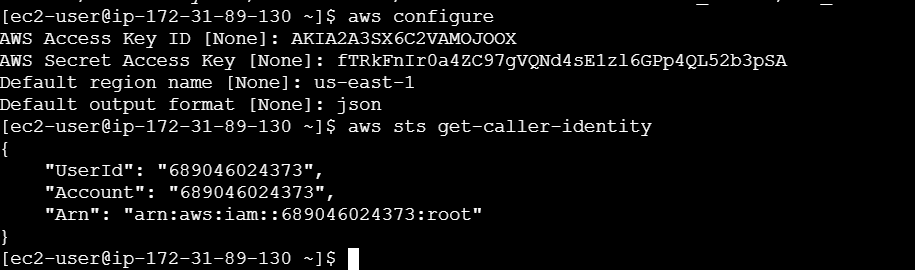 [ec2-user@ip-172-31-89-130 ~]$ aws configure
AWS Access Key ID [None]: AKIA2A3SX6C2VAMOJOOX
AWS Secret Access Key [None]: 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
Default region name [None]: us-east-1
Default output format [None]: json
[ec2-user@ip-172-31-89-130 ~]$ aws sts get-caller-identity
{
    "UserId": "689046024373",
    "Account": "689046024373",
    "Arn": "arn:aws:iam::689046024373:root"
}
[ec2-user@ip-172-31-89-130 ~]$